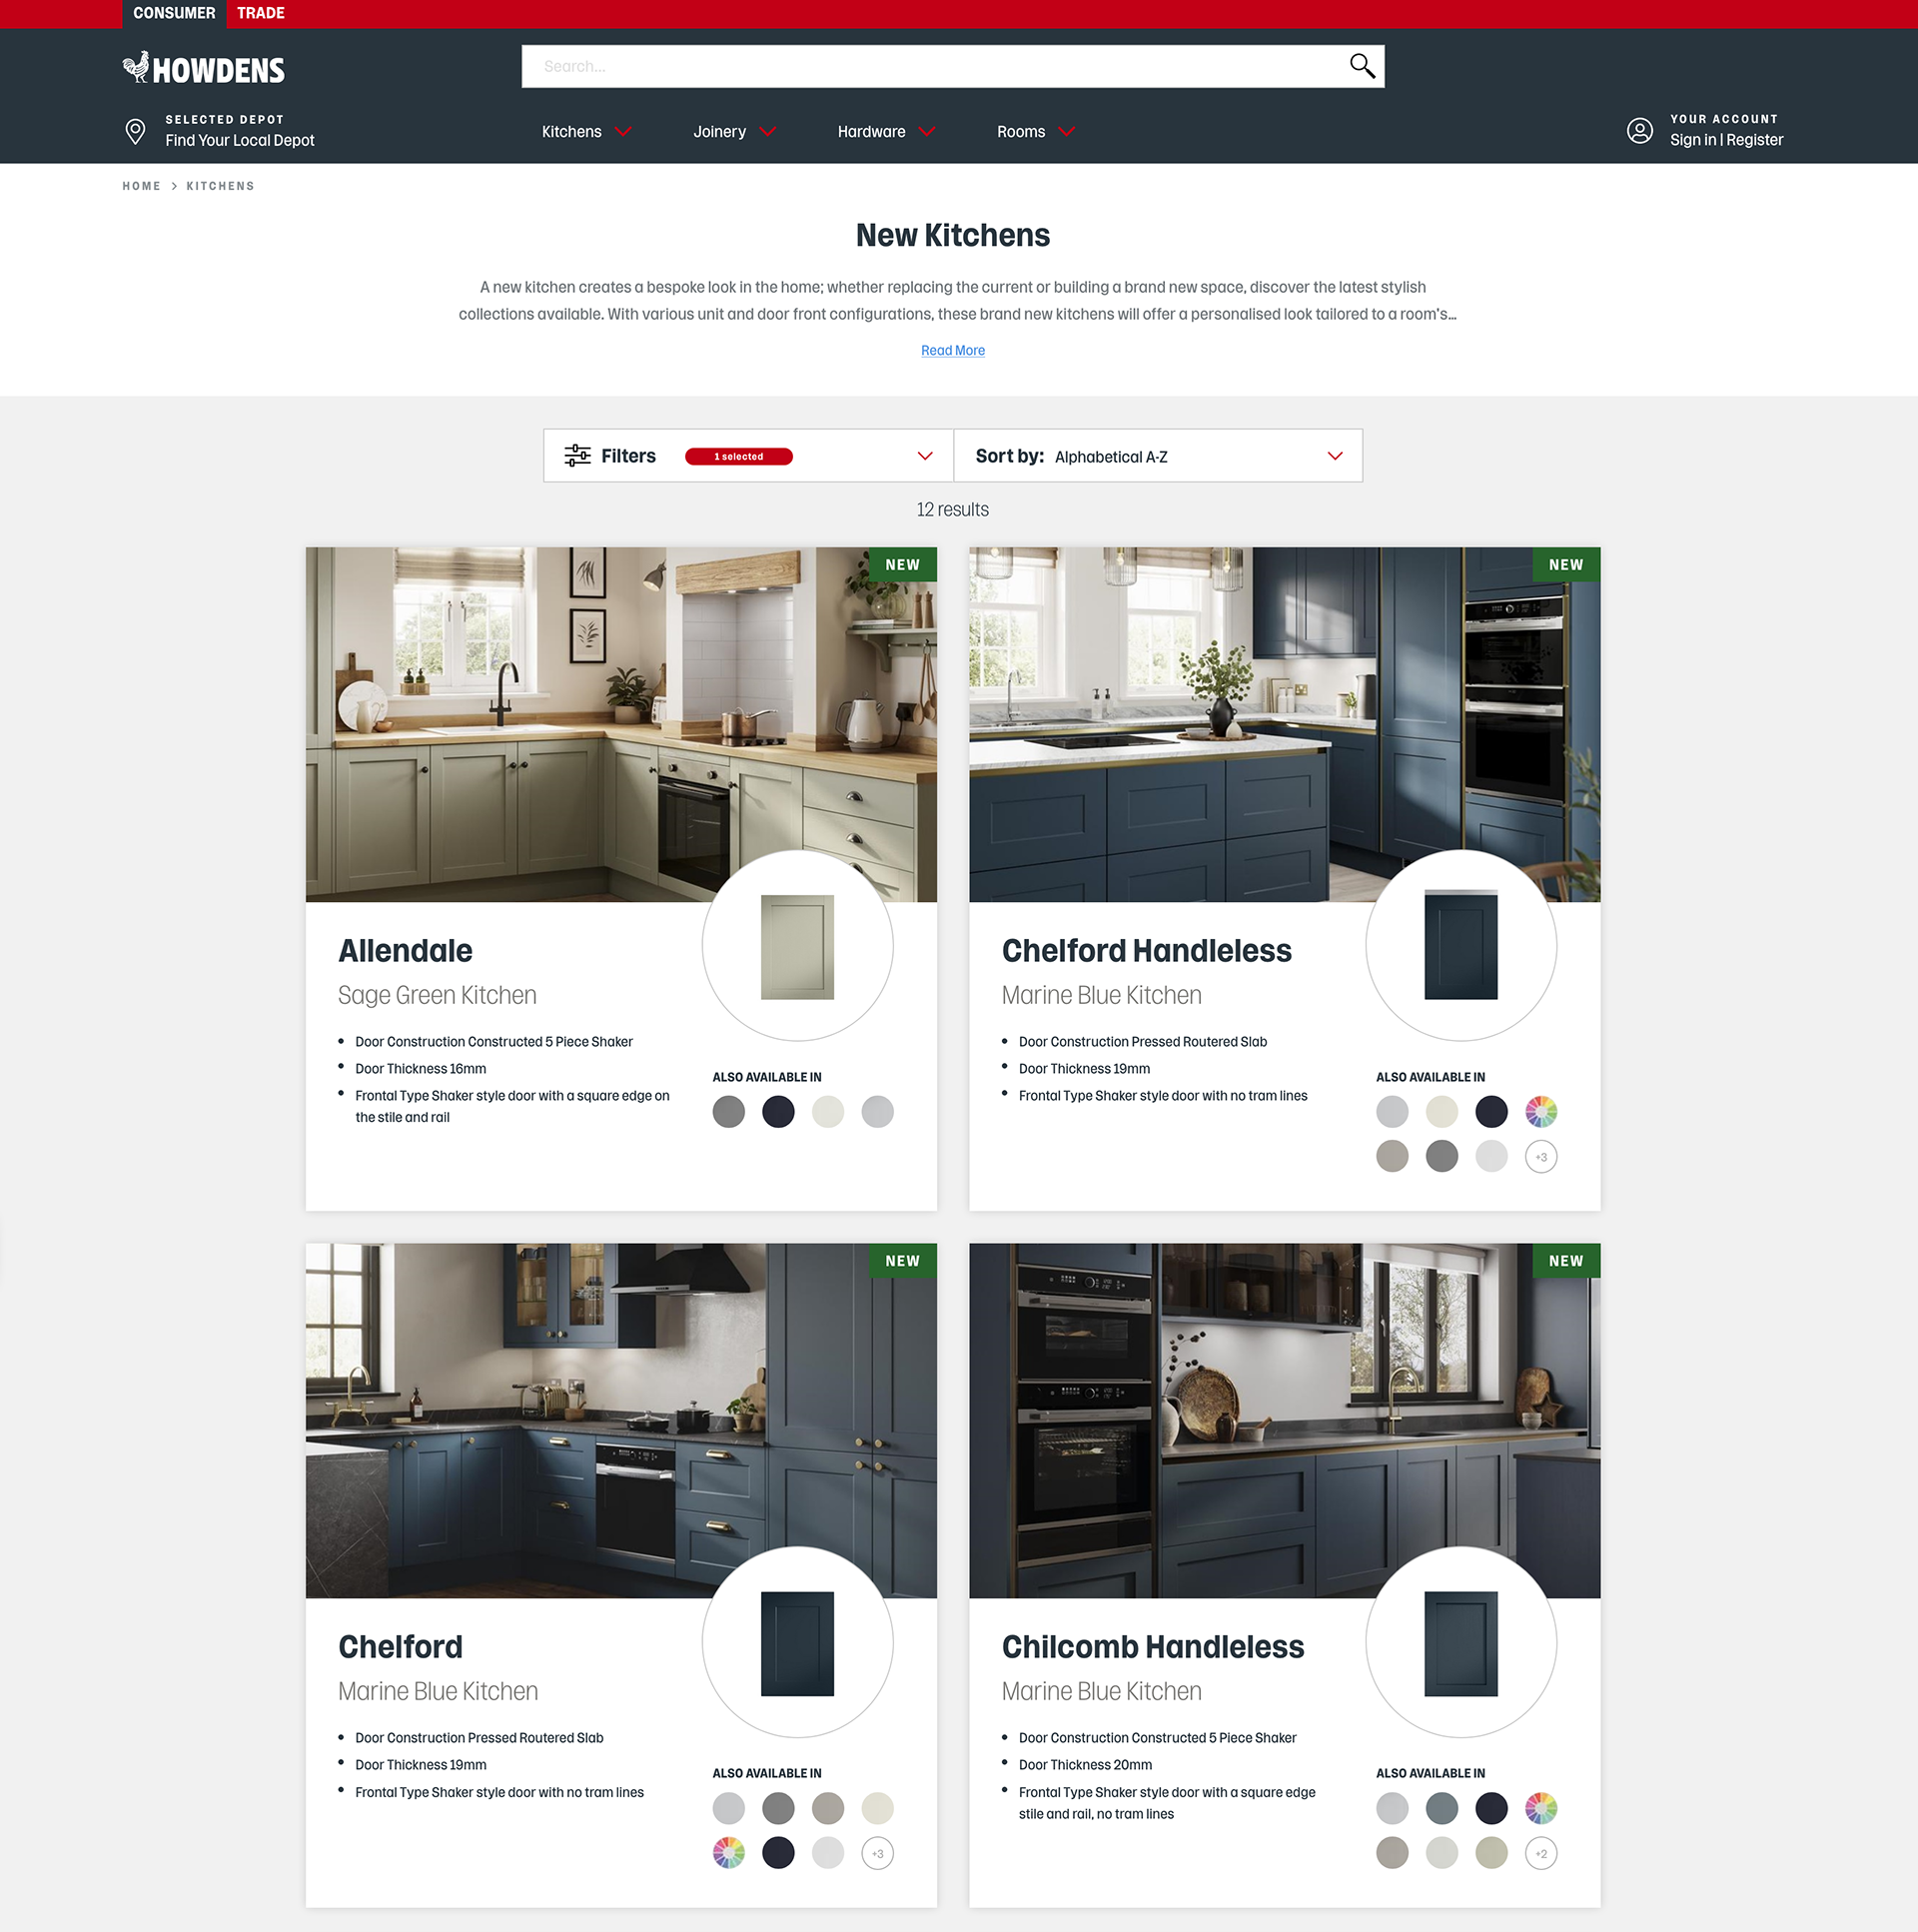 CONSUMER TRADE
HOWDENS
Search...
SELECTED DEPOT
Find Your Local Depot
Kitchens Joinery Hardware Rooms
YOUR ACCOUNT
Sign in | Register
HOME > KITCHENS
New Kitchens
A new kitchen creates a bespoke look in the home; whether replacing the current or building a brand new space, discover the latest stylish
collections available. With various unit and door front configurations, these brand new kitchens will offer a personalised look tailored to a room's...
Read More
Filters 1 selected
Sort by: Alphabetical A-Z
12 results
NEW
Allendale
Sage Green Kitchen
• Door Construction Constructed 5 Piece Shaker
• Door Thickness 16mm
• Frontal Type Shaker style door with a square edge on
the stile and rail
ALSO AVAILABLE IN
NEW
Chelford Handleless
Marine Blue Kitchen
• Door Construction Pressed Routered Slab
• Door Thickness 19mm
• Frontal Type Shaker style door with no tram lines
ALSO AVAILABLE IN
+3
NEW
Chelford
Marine Blue Kitchen
• Door Construction Pressed Routered Slab
• Door Thickness 19mm
• Frontal Type Shaker style door with no tram lines
ALSO AVAILABLE IN
+3
NEW
Chilcomb Handleless
Marine Blue Kitchen
• Door Construction Constructed 5 Piece Shaker
• Door Thickness 20mm
• Frontal Type Shaker style door with a square edge
stile and rail, no tram lines
ALSO AVAILABLE IN
+2